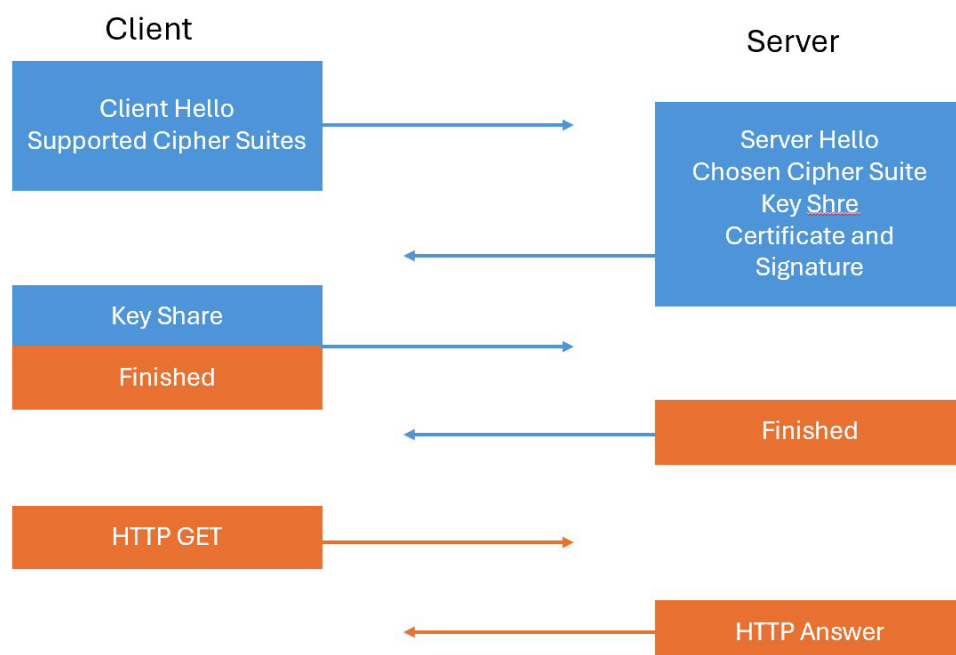 Client
Server
Client Hello
Supported Cipher Suites
Server Hello
Chosen Cipher Suite
Key Shre
Certificate and
Signature
Key Share
Finished
Finished
HTTP GET
HTTP Answer